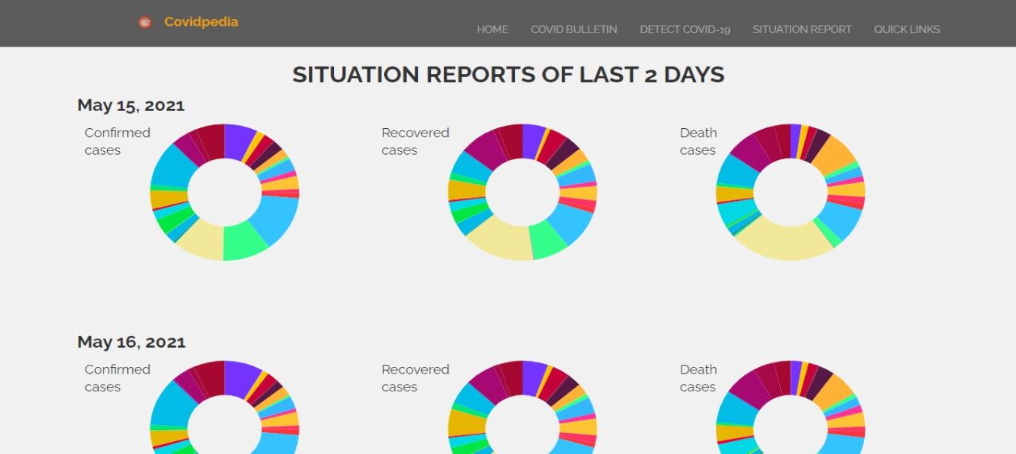 Covidpedia
HOME COVID BULLETIN DETECT COVID-19 SITUATION REPORT QUICK LINKS
SITUATION REPORTS OF LAST 2 DAYS
May 15, 2021
Confirmed
cases
Recovered
cases
Death
cases
May 16, 2021
Confirmed
cases
Recovered
cases
Death
cases